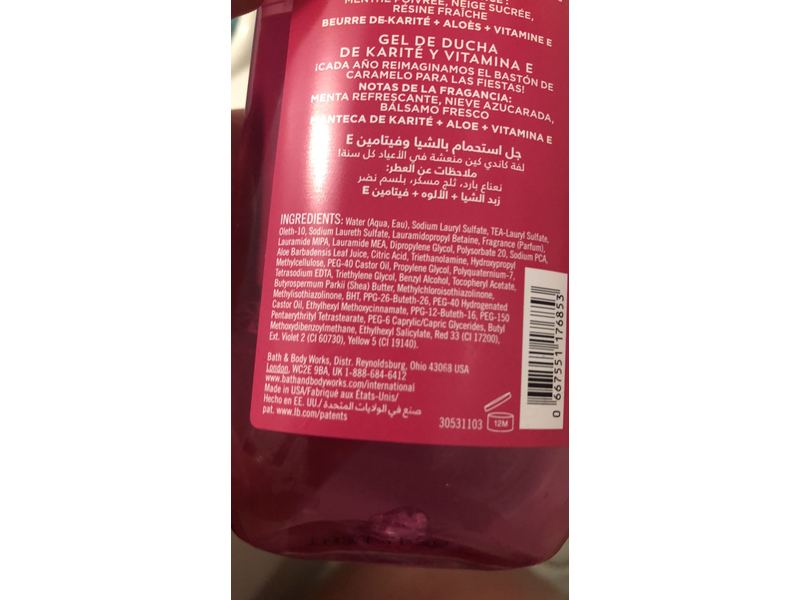 MENTHE POIVRÉE, NEIGE SUCRÉE,
RÉSINE FRAÎCHE
BEURRE DE KARITÉ + ALOÈS + VITAMINE E
GEL DE DUCHA
DE KARITÉ Y VITAMINA E
¡CADA AÑO REIMAGINAMOS EL BASTÓN DE
CARAMELO PARA LAS FIESTAS!
NOTAS DE LA FRAGANCIA:
MENTA REFRESCANTE, NIEVE AZUCARADA,
BÁLSAMO FRESCO
MANTECA DE KARITÉ + ALOE + VITAMINA E
جل استحمام بالشيا وفيتامين E
لفة كاندي كين منعشة في الأعياد كل سنة!
ملاحظات عن العطر:
نعناع بارد، ثلج مسكر، بلسم نضر
زبد الشيا + الألوه + فيتامين E
INGREDIENTS: Water (Aqua, Eau), Sodium Lauryl Sulfate, TEA-Lauryl Sulfate,
Oleth-10, Sodium Laureth Sulfate, Lauramidopropyl Betaine, Fragrance (Parfum),
Lauramide MIPA, Lauramide MEA, Dipropylene Glycol, Polysorbate 20, Sodium PCA,
Aloe Barbadensis Leaf Juice, Citric Acid, Triethanolamine, Hydroxypropyl
Methylcellulose, PEG-40 Castor Oil, Propylene Glycol, Polyquaternium-7,
Tetrasodium EDTA, Triethylene Glycol, Benzyl Alcohol, Tocopheryl Acetate,
Butyrospermum Parkii (Shea) Butter, Methylchloroisothiazolinone,
Methylisothiazolinone, BHT, PPG-26-Buteth-26, PEG-40 Hydrogenated
Castor Oil, Ethylhexyl Methoxycinnamate, PPG-12-Buteth-16, PEG-150
Pentaerythrityl Tetrastearate, PEG-6 Caprylic/Capric Glycerides, Butyl
Methoxydibenzoylmethane, Ethylhexyl Salicylate, Red 33 (CI 17200),
Ext. Violet 2 (CI 60730), Yellow 5 (CI 19140).
Bath & Body Works, Distr. Reynoldsburg, Ohio 43068 USA
London, WC2E 9BA, UK 1-888-684-6412
www.bathandbodyworks.com/international
Made in USA/Fabriqué aux États-Unis/
Hecho en EE. UU./ صنع في الولايات المتحدة
pat. www.lb.com/patents
30531103
12M
0 667551 176853